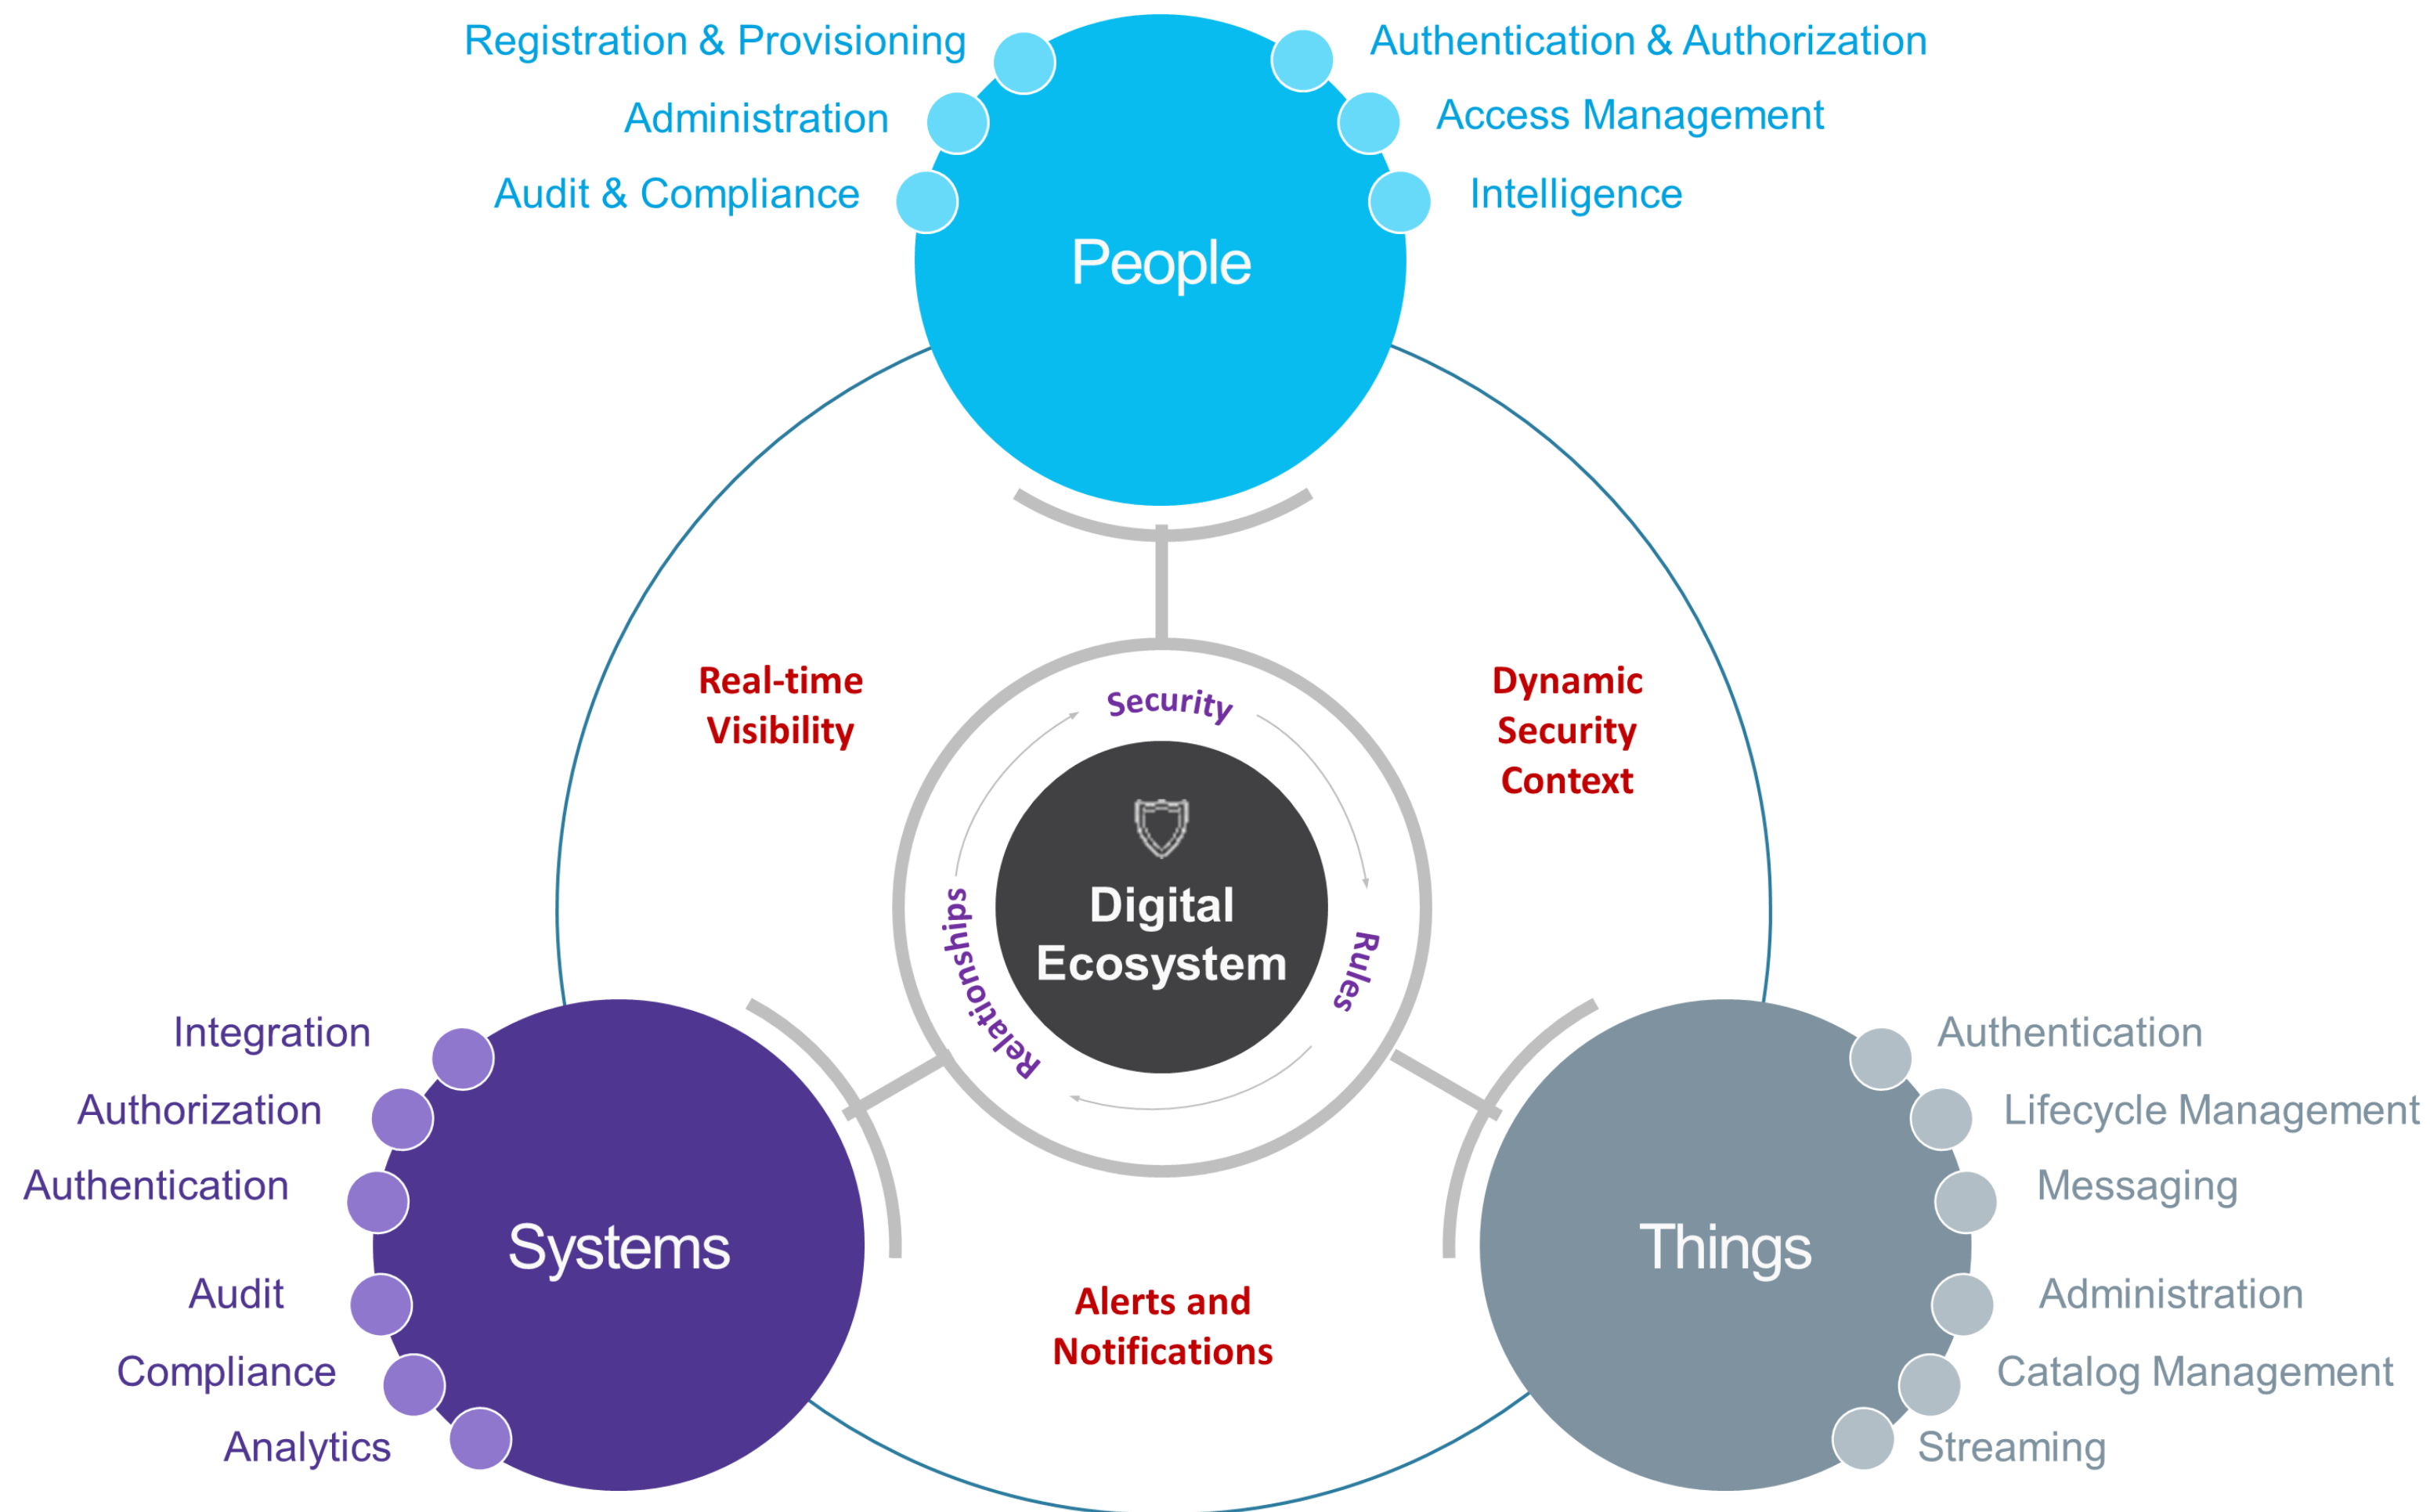 Registration & Provisioning
Administration
Audit & Compliance
Authentication & Authorization
Access Management
Intelligence
People
Real-time
Visibility
Dynamic
Security
Context
Security
Rules
Relationships
Digital
Ecosystem
Integration
Authorization
Authentication
Audit
Compliance
Analytics
Systems
Alerts and
Notifications
Things
Authentication
Lifecycle Management
Messaging
Administration
Catalog Management
Streaming